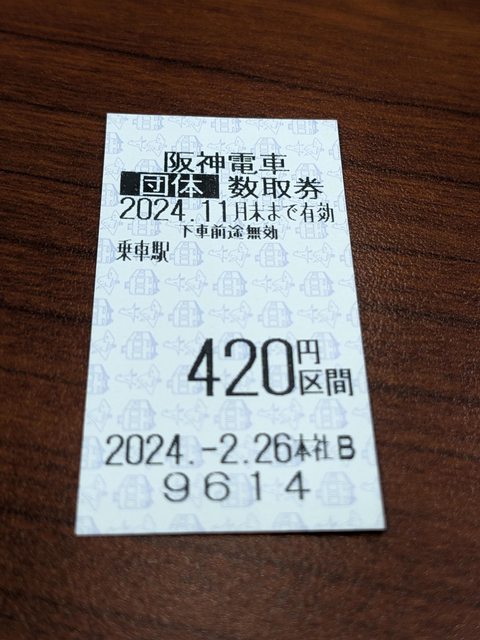 阪神電車
団体 数取券
2024.11月末まで有効
下車前途無効
乗車駅
420円区間
2024.-2.26本社B
9614